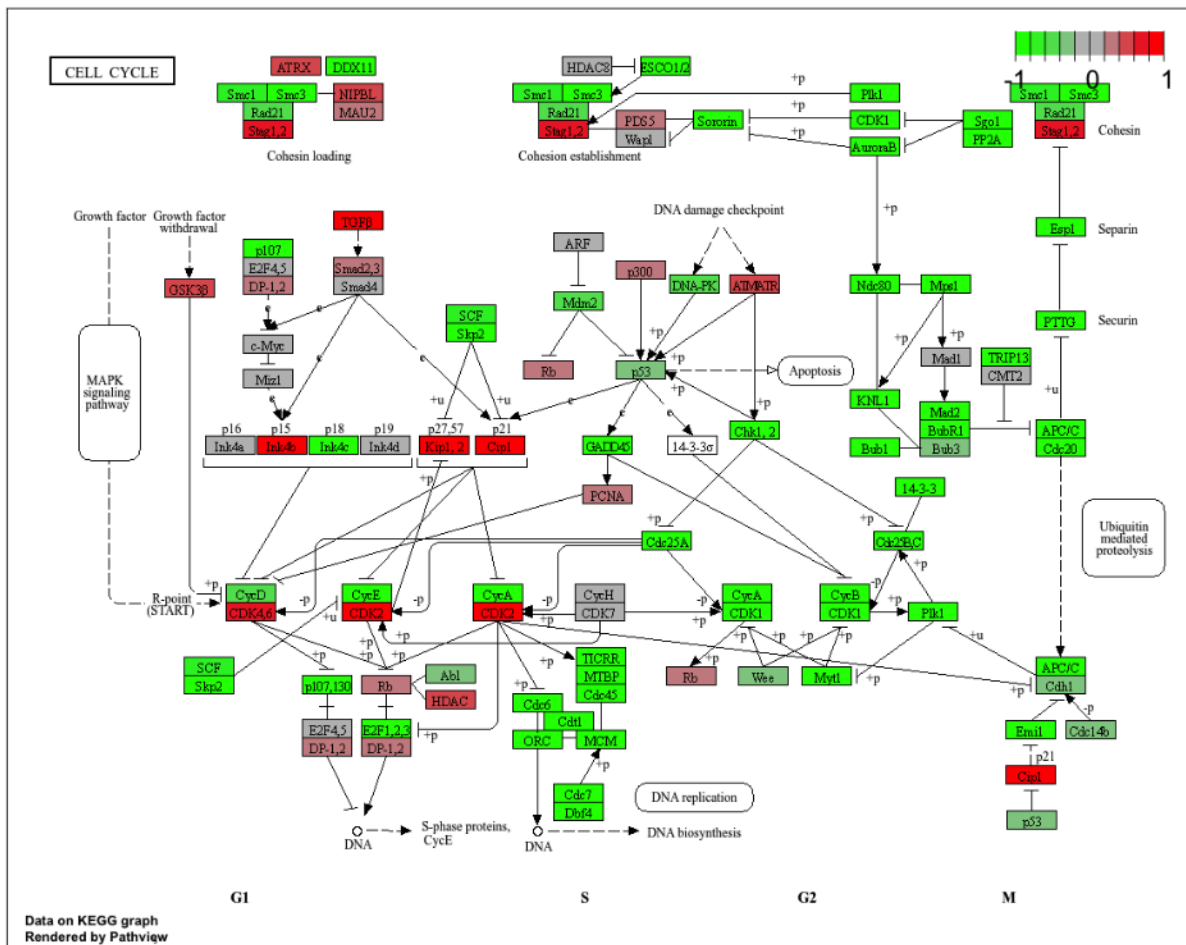 CELL CYCLE
-1 0 1
ATRX DDX11
Smc1 Smc3 NIPBL
Rad21 MAU2
Stag1,2
Cohesin loading
HDAC8 ESCO1/2
Smc1 Smc3
Rad21
Stag1,2 PDS5 Sororin
Wapl
Cohesion establishment
+p
Plk1
+p
CDK1
+p
AuroraB
Sgo1
PP2A
Smc1 Smc3
Rad21
Stag1,2
Cohesin
Growth factor
Growth factor
withdrawal
TGFβ
DNA damage checkpoint
+p
Esp1 Separin
p107
E2F4,5
DP-1,2
Smad2,3
Smad4
GSK3β
ARF
p300
DNA-PK
ATMATR
Ndc80
Mps1
Mdm2
SCF
Skp2
PTTG Securin
e
e
c-Myc
Miz1
MAPK
signaling
pathway
e
e
+u
+u
Rb
p53
+p
+p
+p
Apoptosis
+p
+p
Mad1
TRIP13
CMT2
+u
KNL1
Mad2
BubR1
Bub3
Bub1
APC/C
Cdc20
e
e
e
p16 p15 p18 p19 p27,57 p21
Ink4a Ink4b Ink4c Ink4d Kip1, 2 Cip1
GADD45
14-3-3σ
Chk1, 2
+p
PCNA
14-3-3
+p
+p
Cdc25A
Cdc25B,C
Ubiquitin
mediated
proteolysis
R-point
(START)
+p
CycD
CDK4,6
-p
CycE
CDK2
-p
CycA
CDK2
-p
+p
CycH
CDK7
-p
+p
CycA
CDK1
CycB
CDK1
-p
+p
+p
Plk1
+u
+u
SCF
Skp2
+p
+p
+p
+p
+p
+p
+p
+p
+p
+p
+p
p107,130
Rb
Abl
HDAC
TICRR
MTBP
Cdc45
Rb
Wee
Myt1
APC/C
Cdh1
-p
E2F4,5
DP-1,2
E2F1,2,3
DP-1,2
+p
Cdc6
Cdt1
ORC
MCM
+p
Cdc7
Dbf4
Emi1
Cdc14b
p21
Cip1
p53
DNA replication
DNA
S-phase proteins,
CycE
DNA
DNA biosynthesis
G1 S G2 M
Data on KEGG graph
Rendered by Pathview